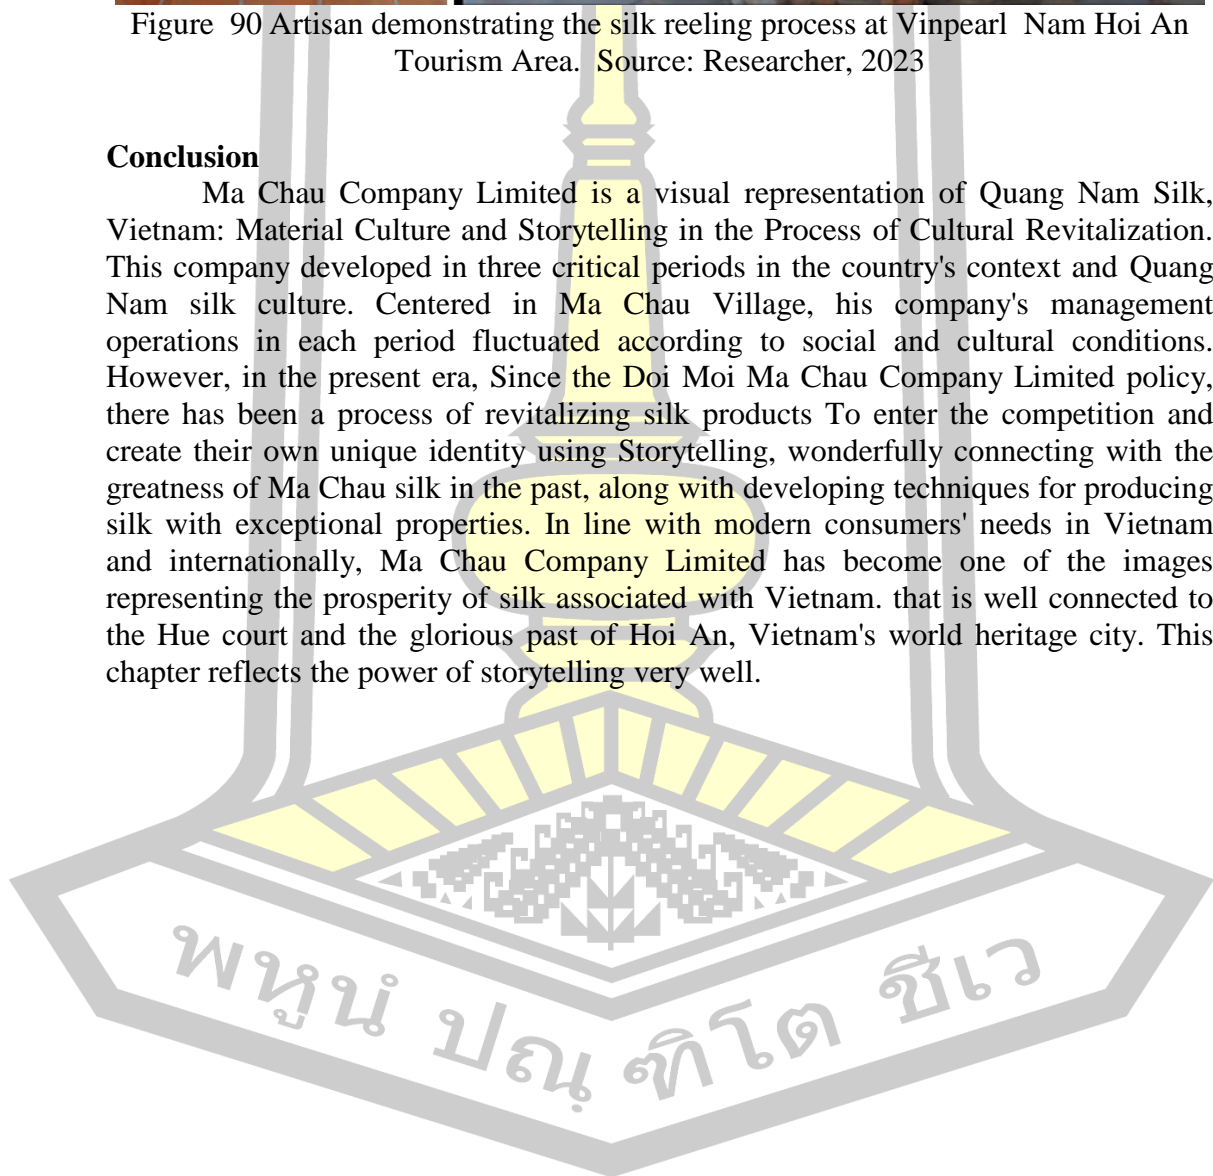 Figure 90 Artisan demonstrating the silk reeling process at Vinpearl Nam Hoi An
Tourism Area. Source: Researcher, 2023
Conclusion
Ma Chau Company Limited is a visual representation of Quang Nam Silk,
Vietnam: Material Culture and Storytelling in the Process of Cultural Revitalization.
This company developed in three critical periods in the country's context and Quang
Nam silk culture. Centered in Ma Chau Village, his company's management
operations in each period fluctuated according to social and cultural conditions.
However, in the present era, Since the Doi Moi Ma Chau Company Limited policy,
there has been a process of revitalizing silk products To enter the competition and
create their own unique identity using Storytelling, wonderfully connecting with the
greatness of Ma Chau silk in the past, along with developing techniques for producing
silk with exceptional properties. In line with modern consumers' needs in Vietnam
and internationally, Ma Chau Company Limited has become one of the images
representing the prosperity of silk associated with Vietnam. that is well connected to
the Hue court and the glorious past of Hoi An, Vietnam's world heritage city. This
chapter reflects the power of storytelling very well.
พหูนํ ปณฺฑิโต ชีเว